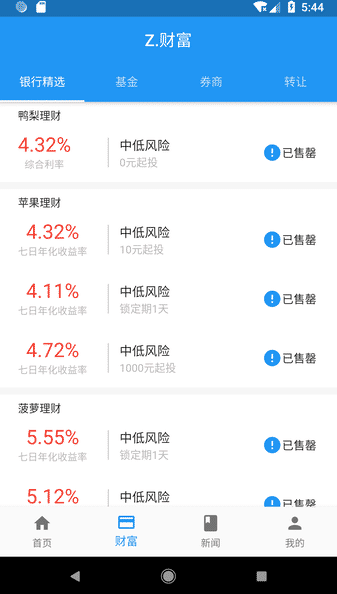 5:44
Z.财富
银行精选 基金 券商 转让
鸭梨理财
4.32% 中低风险 已售罄
综合利率 0元起投
苹果理财
4.32% 中低风险 已售罄
七日年化收益率 10元起投
4.11% 中低风险 已售罄
七日年化收益率 锁定期1天
4.72% 中低风险 已售罄
七日年化收益率 1000元起投
菠萝理财
5.55% 中低风险 已售罄
七日年化收益率 锁定期1天
5.12% 中低风险 已售罄
首页 财富 新闻 我的